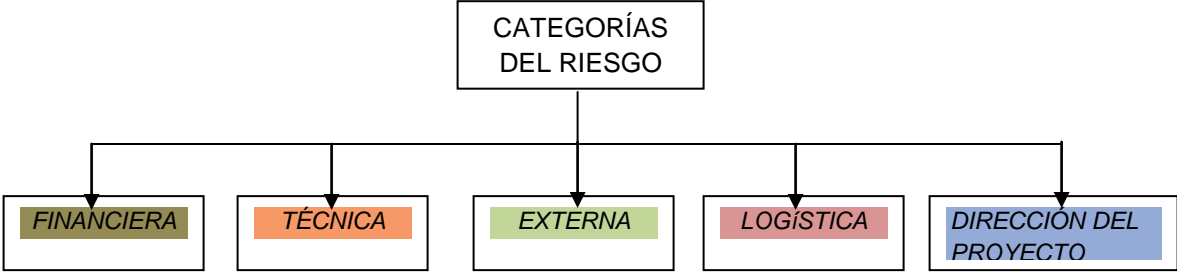 CATEGORÍAS
DEL RIESGO
FINANCIERA
TÉCNICA
EXTERNA
LOGíSTICA
DIRECCIÓN DEL
PROYECTO